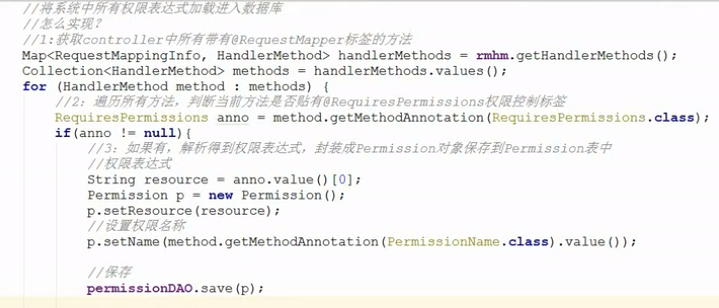 //将系统中所有权限表达式加载进入数据库
//怎么实现?
//1:获取controller中所有带有@RequestMapper标签的方法
Map<RequestMappingInfo, HandlerMethod> handlerMethods = rmhm.getHandlerMethods();
Collection<HandlerMethod> methods = handlerMethods.values();
for (HandlerMethod method : methods) {
//2: 遍历所有方法, 判断当前方法是否贴有@RequiresPermissions权限控制标签
RequiresPermissions anno = method.getMethodAnnotation(RequiresPermissions.class);
if(anno != null){
//3: 如果有, 解析得到权限表达式, 封装成Permission对象保存到Permission表中
//权限表达式
String resource = anno.value()[0];
Permission p = new Permission();
p.setResource(resource);
//设置权限名称
p.setName(method.getMethodAnnotation(PermissionName.class).value());
//保存
permissionDAO.save(p);